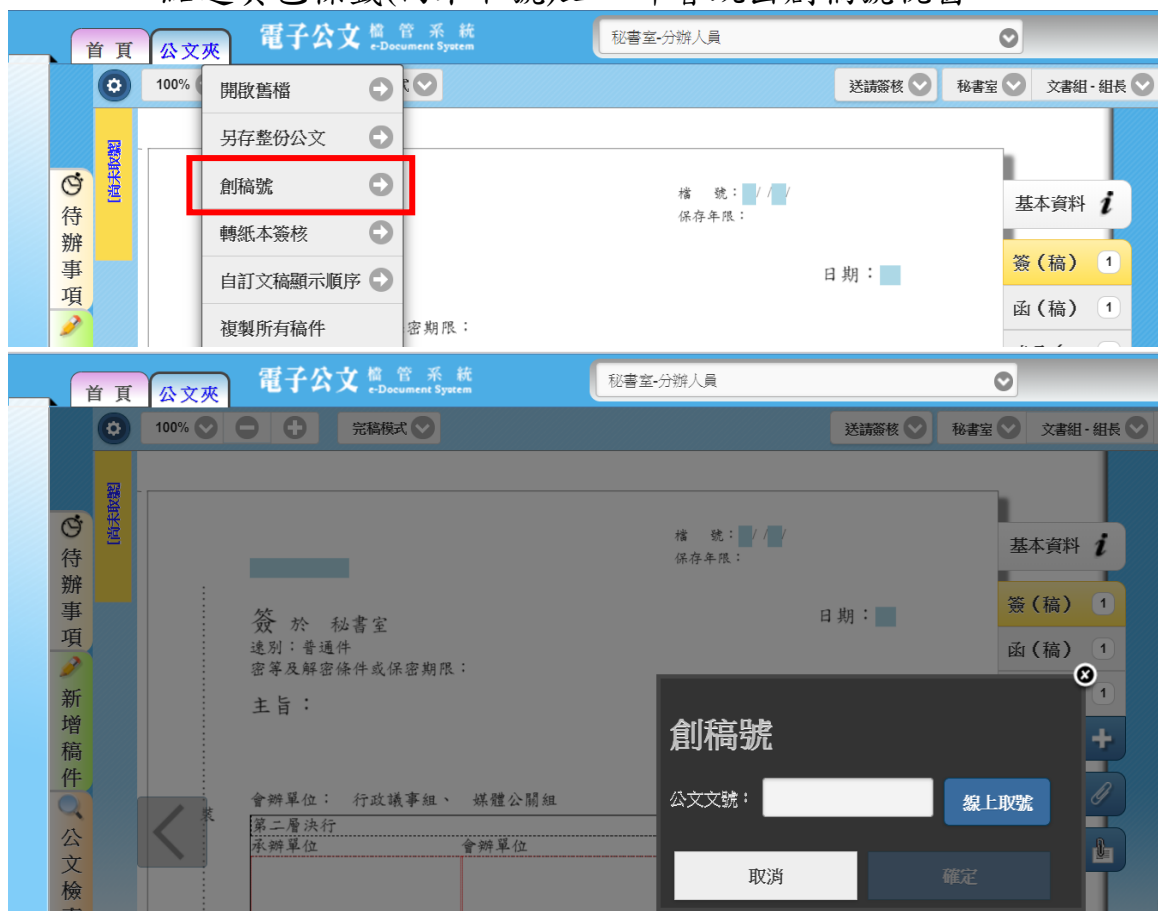 首 頁
公文夾
電子公文 檔管系統
e-Document System
秘書室-分辦人員
100%
送請簽核
秘書室
文書組 - 組長
開啟舊檔
另存整份公文
創稿號
轉紙本簽核
自訂文稿顯示順序
複製所有稿件
[尚未取號]
待辦事項
檔　號： / / /
保存年限：
日期：
密期限：
基本資料
簽（稿） 1
函（稿） 1
首 頁
公文夾
電子公文 檔管系統
e-Document System
秘書室-分辦人員
100%
完稿模式
送請簽核
秘書室
文書組 - 組長
[尚未取號]
待辦事項
新增稿件
公文檢
檔　號： / / /
保存年限：
簽 於 秘書室
日期：
速別：普通件
密等及解密條件或保密期限：
主旨：
會辦單位： 行政議事組、 媒體公關組
裝
第二層決行
承辦單位
會辦單位
基本資料
簽（稿） 1
函（稿） 1
1
創稿號
公文文號：
線上取號
取消
確定